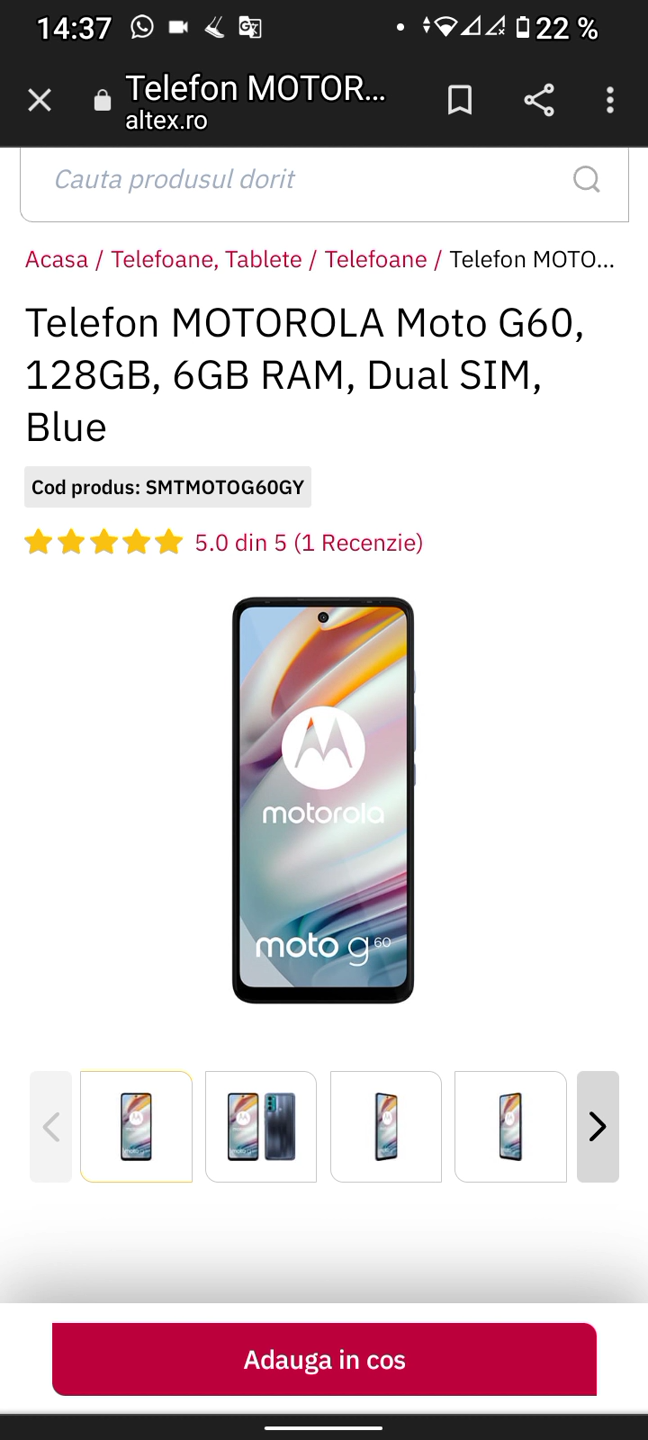 14:37
22 %
Telefon MOTOR...
altex.ro
Cauta produsul dorit
Acasa / Telefoane, Tablete / Telefoane / Telefon MOTO...
Telefon MOTOROLA Moto G60,
128GB, 6GB RAM, Dual SIM,
Blue
Cod produs: SMTMOTOG60GY
5.0 din 5 (1 Recenzie)
motorola
moto g60
Adauga in cos